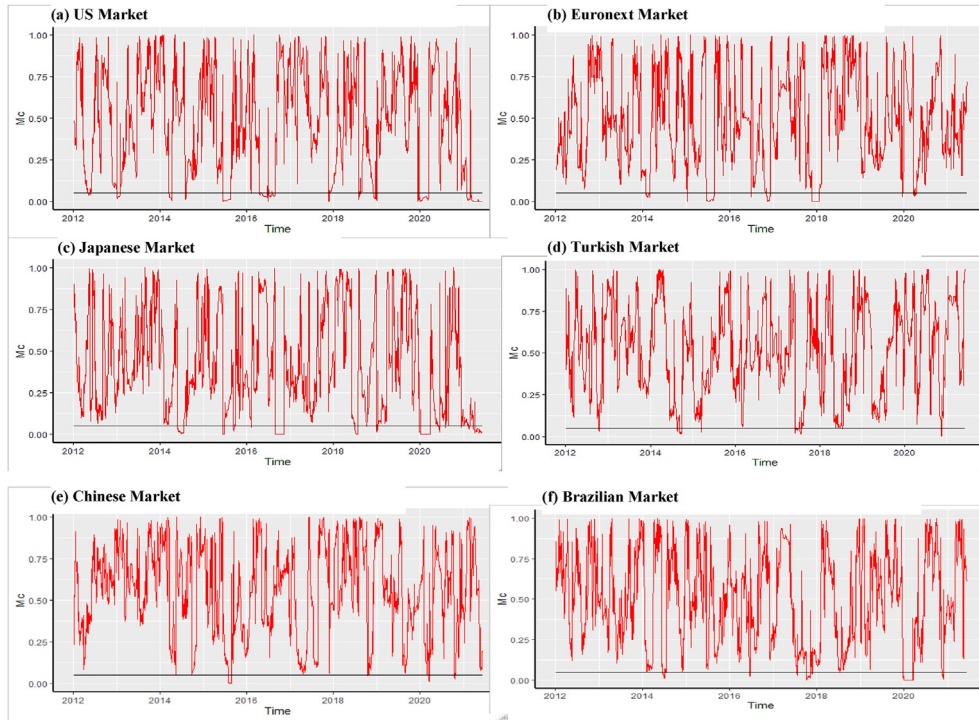 (a) US Market
1.00
0.75
0.50
0.25
0.00
Mc
2012 2014 2016 2018 2020
Time
(b) Euronext Market
1.00
0.75
0.50
0.25
0.00
Mc
2012 2014 2016 2018 2020
Time
(c) Japanese Market
1.00
0.75
0.50
0.25
0.00
Mc
2012 2014 2016 2018 2020
Time
(d) Turkish Market
1.00
0.75
0.50
0.25
0.00
Mc
2012 2014 2016 2018 2020
Time
(e) Chinese Market
1.00
0.75
0.50
0.25
0.00
Mc
2012 2014 2016 2018 2020
Time
(f) Brazilian Market
1.00
0.75
0.50
0.25
0.00
Mc
2012 2014 2016 2018 2020
Time